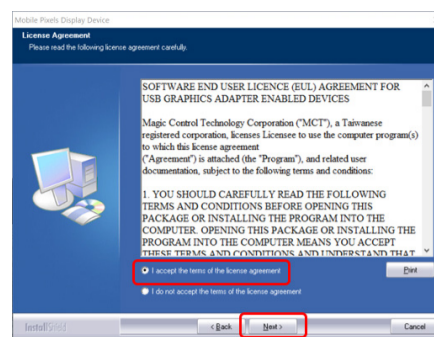 Mobile Pixels Display Device
License Agreement
Please read the following license agreement carefully.
SOFTWARE END USER LICENCE (EUL) AGREEMENT FOR
USB GRAPHICS ADAPTER ENABLED DEVICES
Magic Control Technology Corporation ("MCT"), a Taiwanese
registered corporation, licenses Licensee to use the computer program(s)
to which this license agreement
("Agreement") is attached (the "Program"), and related user
documentation, subject to the following terms and conditions:
1. YOU SHOULD CAREFULLY READ THE FOLLOWING
TERMS AND CONDITIONS BEFORE OPENING THIS
PACKAGE OR INSTALLING THE PROGRAM INTO THE
COMPUTER. OPENING THIS PACKAGE OR INSTALLING THE
PROGRAM INTO THE COMPUTER MEANS YOU ACCEPT
THESE TERMS AND CONDITIONS AND UNDERSTAND THAT
I accept the terms of the license agreement
Print
I do not accept the terms of the license agreement
InstallShield
< Back
Next >
Cancel